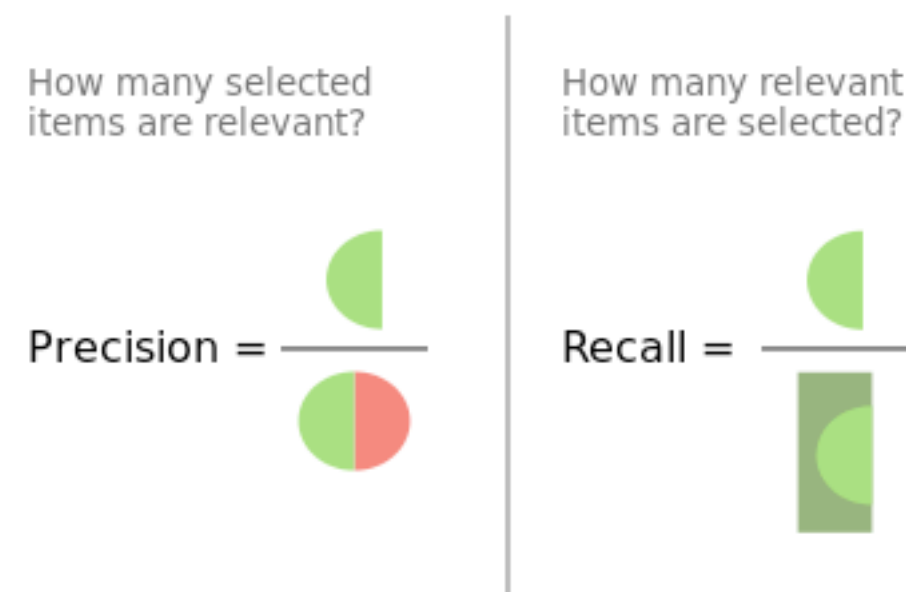 How many selected
items are relevant?
How many relevant
items are selected?
Precision =
Recall =